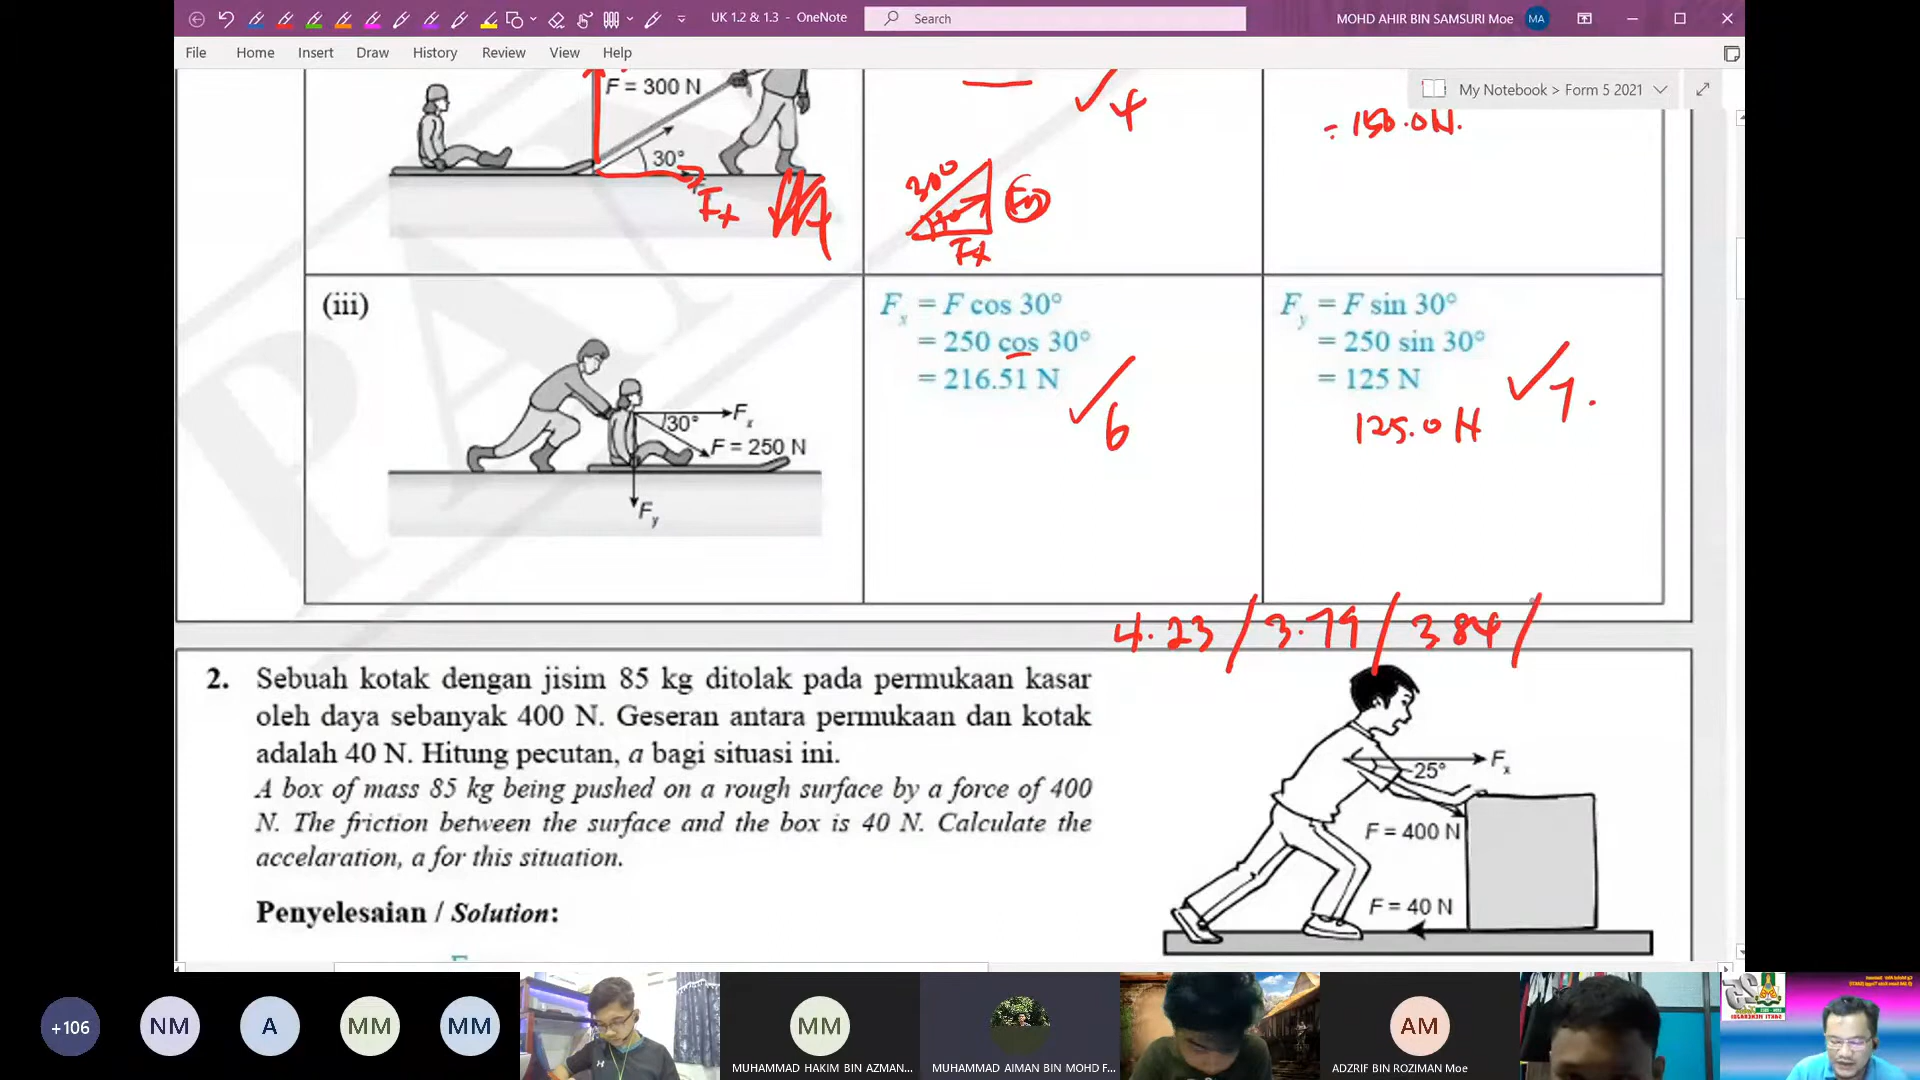 UK 1.2 & 1.3 - OneNote
Search
MOHD AHIR BIN SAMSURI Moe
MA
File Home Insert Draw History View Help
My Notebook > Form 5 2021
F = 300 N
30°
Fx
4
30°
Fx
= 150.0N.
(iii)
30°
Fx
F = 250 N
Fy
Fx = F cos 30°
= 250 cos 30°
= 216.51 N
6
Fy = F sin 30°
= 250 sin 30°
= 125 N
125.0 N
7.
4.23 / 3.79 / 3.84 /
2. Sebuah kotak dengan jisim 85 kg ditolak pada permukaan kasar
oleh daya sebanyak 400 N. Geseran antara permukaan dan kotak
adalah 40 N. Hitung pecutan, a bagi situasi ini.
A box of mass 85 kg being pushed on a rough surface by a force of 400
N. The friction between the surface and the box is 40 N. Calculate the
accelaration, a for this situation.
Penyelesaian / Solution:
Fx
25°
F = 400 N
F = 40 N
+106
NM
A
MM
MM
MM
MUHAMMAD HAKIM BIN AZMAN...
MUHAMMAD AIMAN BIN MOHD F...
AM
ADZRIF BIN ROZIMAN Moe